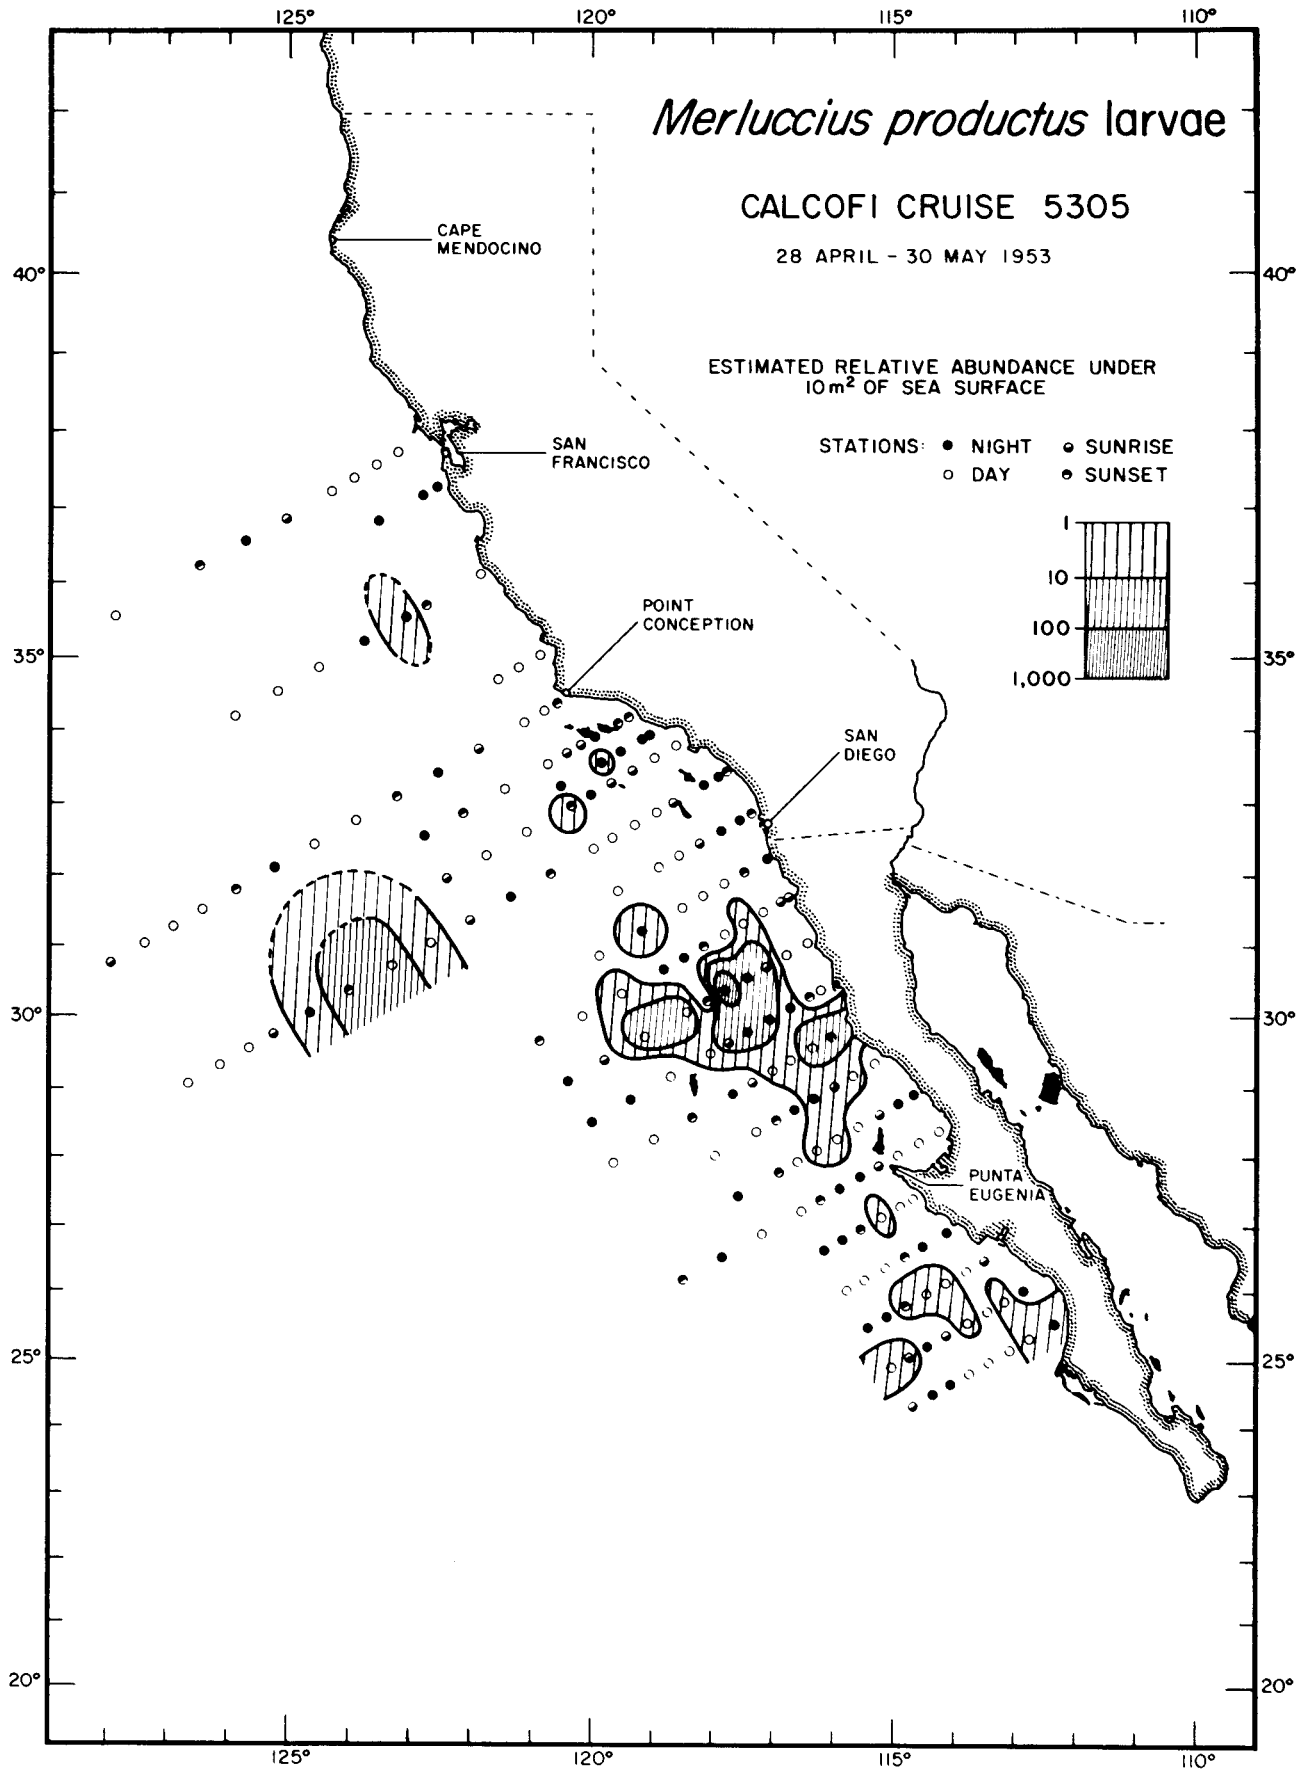 125°
120°
115°
110°
Merluccius productus larvae
CALCOFI CRUISE 5305
28 APRIL – 30 MAY 1953
CAPE
MENDOCINO
40°
40°
ESTIMATED RELATIVE ABUNDANCE UNDER
10m² OF SEA SURFACE
STATIONS: ● NIGHT ◒ SUNRISE
○ DAY ◓ SUNSET
SAN
FRANCISCO
1
10
100
1,000
POINT
CONCEPTION
35°
35°
SAN
DIEGO
30°
30°
PUNTA
EUGENIA
25°
25°
20°
20°
125°
120°
115°
110°